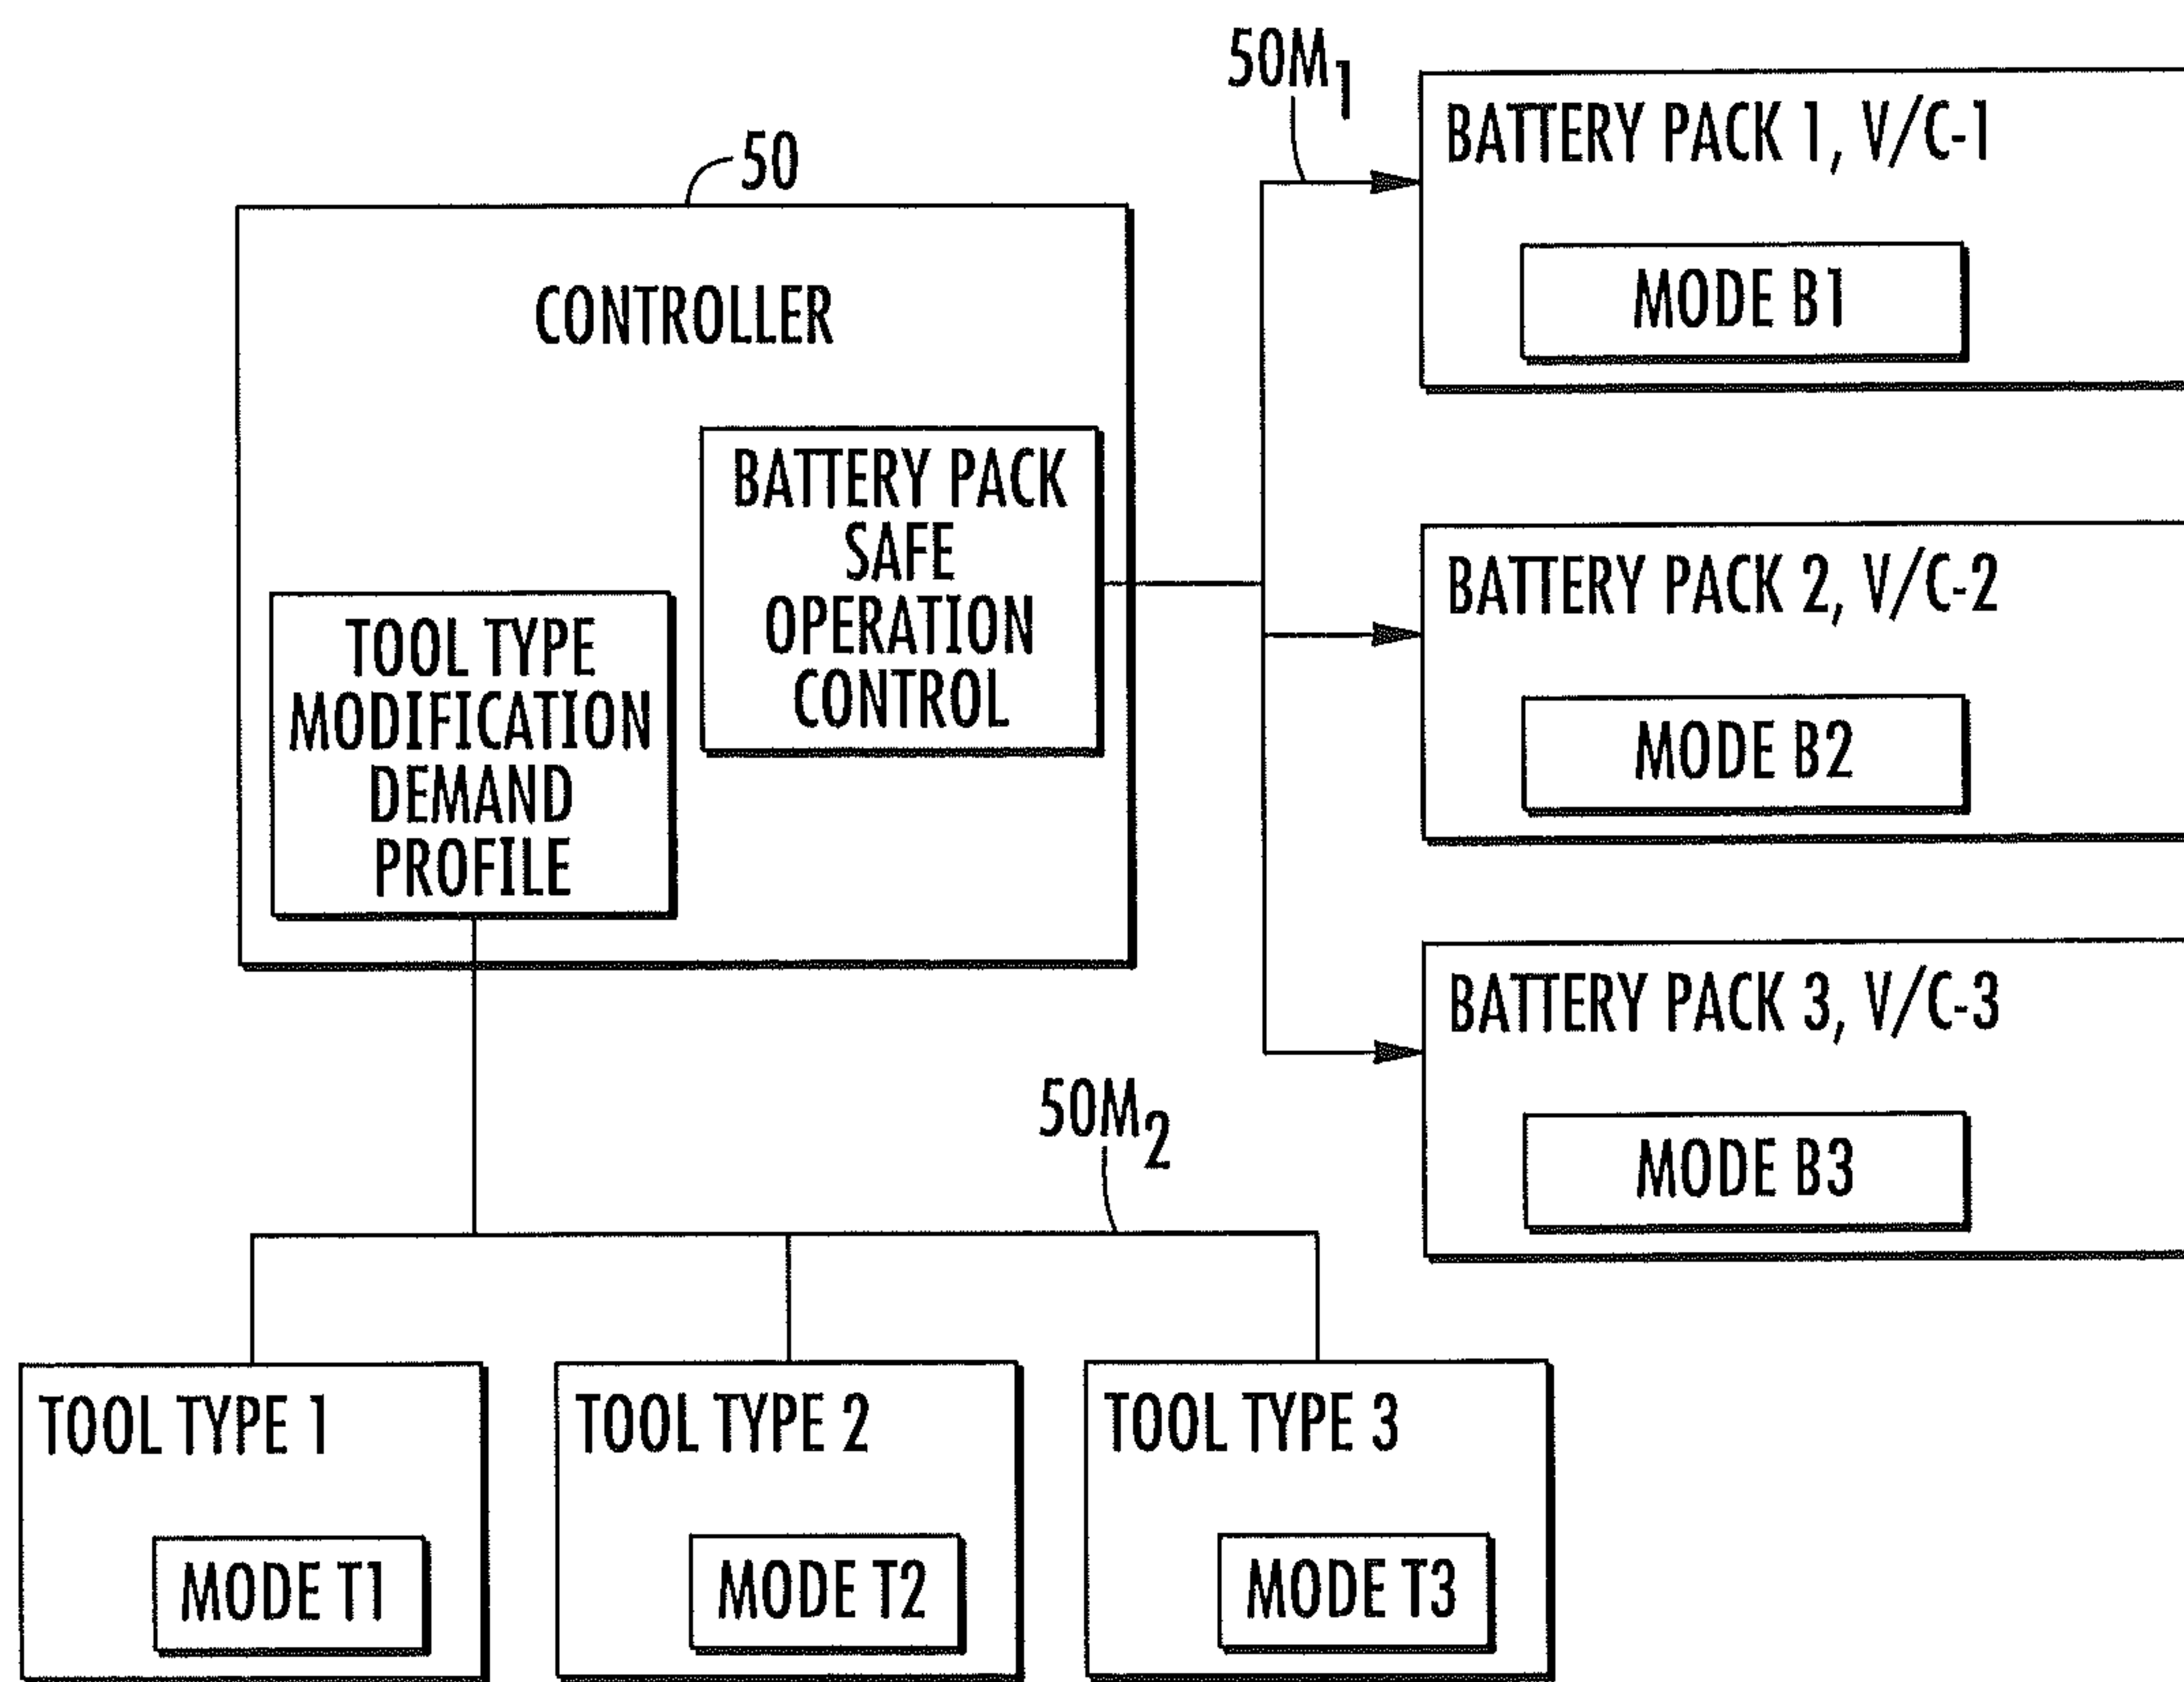 50M1
BATTERY PACK 1, V/C-1
50
MODE B1
CONTROLLER
BATTERY PACK
SAFE
OPERATION
CONTROL
BATTERY PACK 2, V/C-2
MODE B2
TOOL TYPE
MODIFICATION
DEMAND
PROFILE
BATTERY PACK 3, V/C-3
MODE B3
50M2
TOOL TYPE 1
MODE T1
TOOL TYPE 2
MODE T2
TOOL TYPE 3
MODE T3